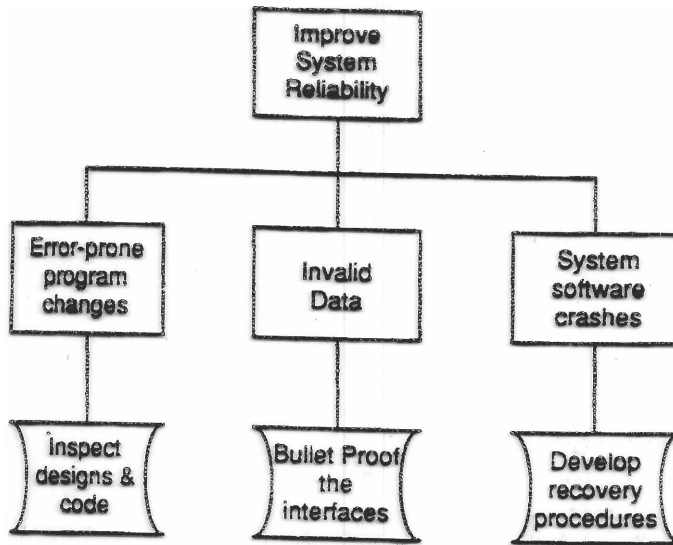 Improve
System
Reliability
Error-prone
program
changes
Invalid
Data
System
software
crashes
Inspect
designs &
code
Bullet Proof
the
interfaces
Develop
recovery
procedures